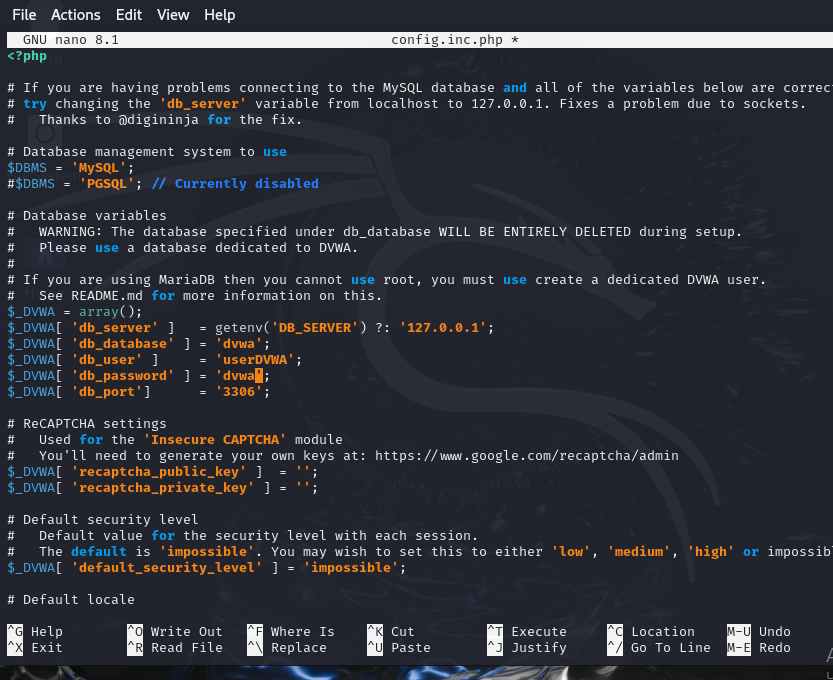 File Actions Edit View Help
GNU nano 8.1 config.inc.php *
<?php
# If you are having problems connecting to the MySQL database and all of the variables below are correct
# try changing the 'db_server' variable from localhost to 127.0.0.1. Fixes a problem due to sockets.
#   Thanks to @digininja for the fix.
# Database management system to use
$DBMS = 'MySQL';
#$DBMS = 'PGSQL'; // Currently disabled
# Database variables
#   WARNING: The database specified under db_database WILL BE ENTIRELY DELETED during setup.
#   Please use a database dedicated to DVWA.
#
# If you are using MariaDB then you cannot use root, you must use create a dedicated DVWA user.
#   See README.md for more information on this.
$_DVWA = array();
$_DVWA[ 'db_server' ]   = getenv('DB_SERVER') ?: '127.0.0.1';
$_DVWA[ 'db_database' ] = 'dvwa';
$_DVWA[ 'db_user' ]     = 'userDVWA';
$_DVWA[ 'db_password' ] = 'dvwa';
$_DVWA[ 'db_port']      = '3306';
# ReCAPTCHA settings
#   Used for the 'Insecure CAPTCHA' module
#   You'll need to generate your own keys at: https://www.google.com/recaptcha/admin
$_DVWA[ 'recaptcha_public_key' ]  = '';
$_DVWA[ 'recaptcha_private_key' ] = '';
# Default security level
#   Default value for the security level with each session.
#   The default is 'impossible'. You may wish to set this to either 'low', 'medium', 'high' or impossibl
$_DVWA[ 'default_security_level' ] = 'impossible';
# Default locale
^G Help ^O Write Out ^F Where Is ^K Cut ^T Execute ^C Location M-U Undo
^X Exit ^R Read File ^\ Replace ^U Paste ^J Justify ^/ Go To Line M-E Redo